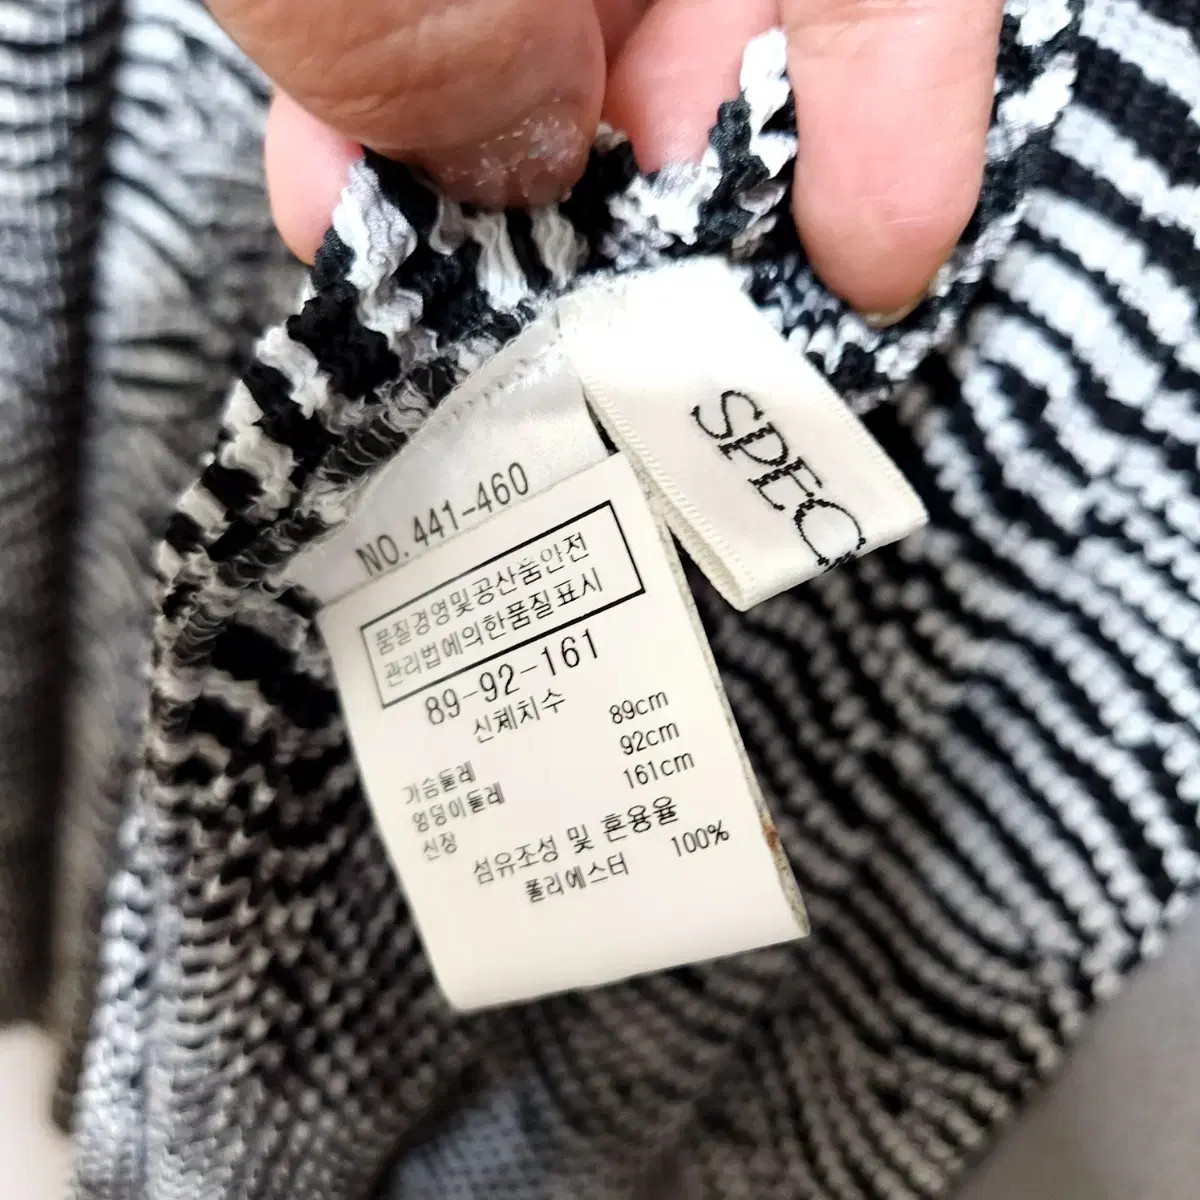 SPEC
NO. 441-460
품질경영및공산품안전
관리법에의한품질표시
89-92-161
신체치수
가슴둘레 89cm
엉덩이둘레 92cm
신장 161cm
섬유조성 및 혼용율
폴리에스터 100%